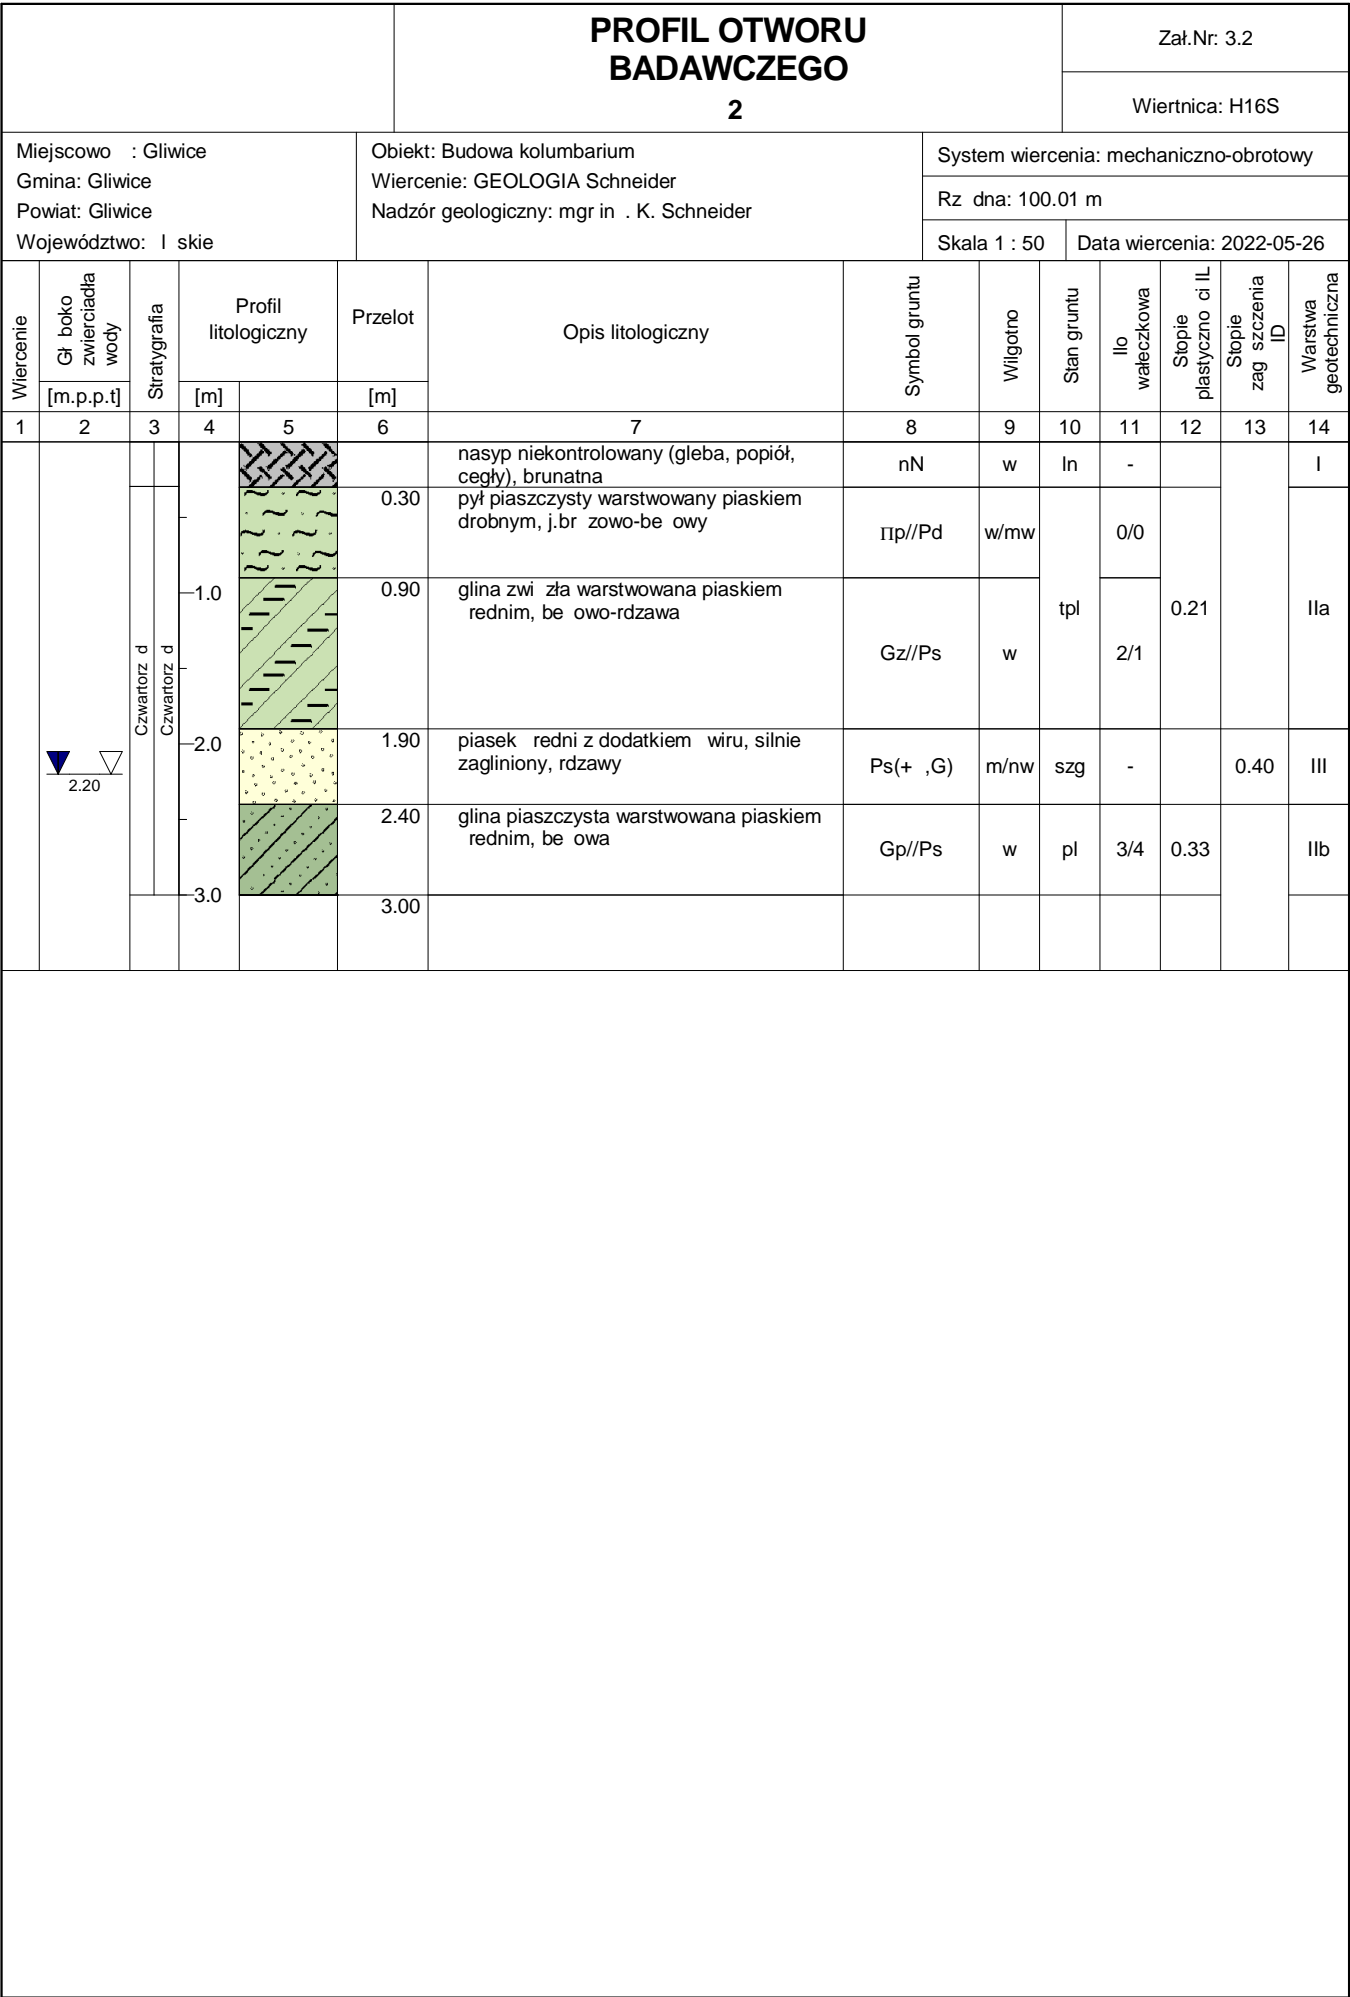 PROFIL OTWORU
BADAWCZEGO
2
Zał.Nr: 3.2
Wiertnica: H16S
Miejscowo : Gliwice
Gmina: Gliwice
Powiat: Gliwice
Województwo: l skie
Obiekt: Budowa kolumbarium
Wiercenie: GEOLOGIA Schneider
Nadzór geologiczny: mgr in . K. Schneider
System wiercenia: mechaniczno-obrotowy
Rz dna: 100.01 m
Skala 1 : 50
Data wiercenia: 2022-05-26
Wiercenie
Gł boko
zwierciadła
wody
[m.p.p.t]
Stratygrafia
Profil
litologiczny
[m]
Przelot
[m]
Opis litologiczny
Symbol gruntu
Wilgotno
Stan gruntu
Ilo
wałeczkowa
Stopie
plastyczno ci IL
Stopie
zag szczenia
ID
Warstwa
geotechniczna
1 2 3 4 5 6 7 8 9 10 11 12 13 14
nasyp niekontrolowany (gleba, popiół,
cegły), brunatna
nN w ln - I
0.30 pył piaszczysty warstwowany piaskiem
drobnym, j.br zowo-be owy
Πp//Pd w/mw 0/0
1.0
0.90 glina zwi zła warstwowana piaskiem
rednim, be owo-rdzawa
tpl 0.21 IIa
Gz//Ps w 2/1
Czwartorz d
Czwartorz d
2.0
1.90 piasek redni z dodatkiem wiru, silnie
zagliniony, rdzawy
Ps(+ ,G) m/nw szg - 0.40 III
2.20
2.40 glina piaszczysta warstwowana piaskiem
rednim, be owa
Gp//Ps w pl 3/4 0.33 IIb
3.0
3.00